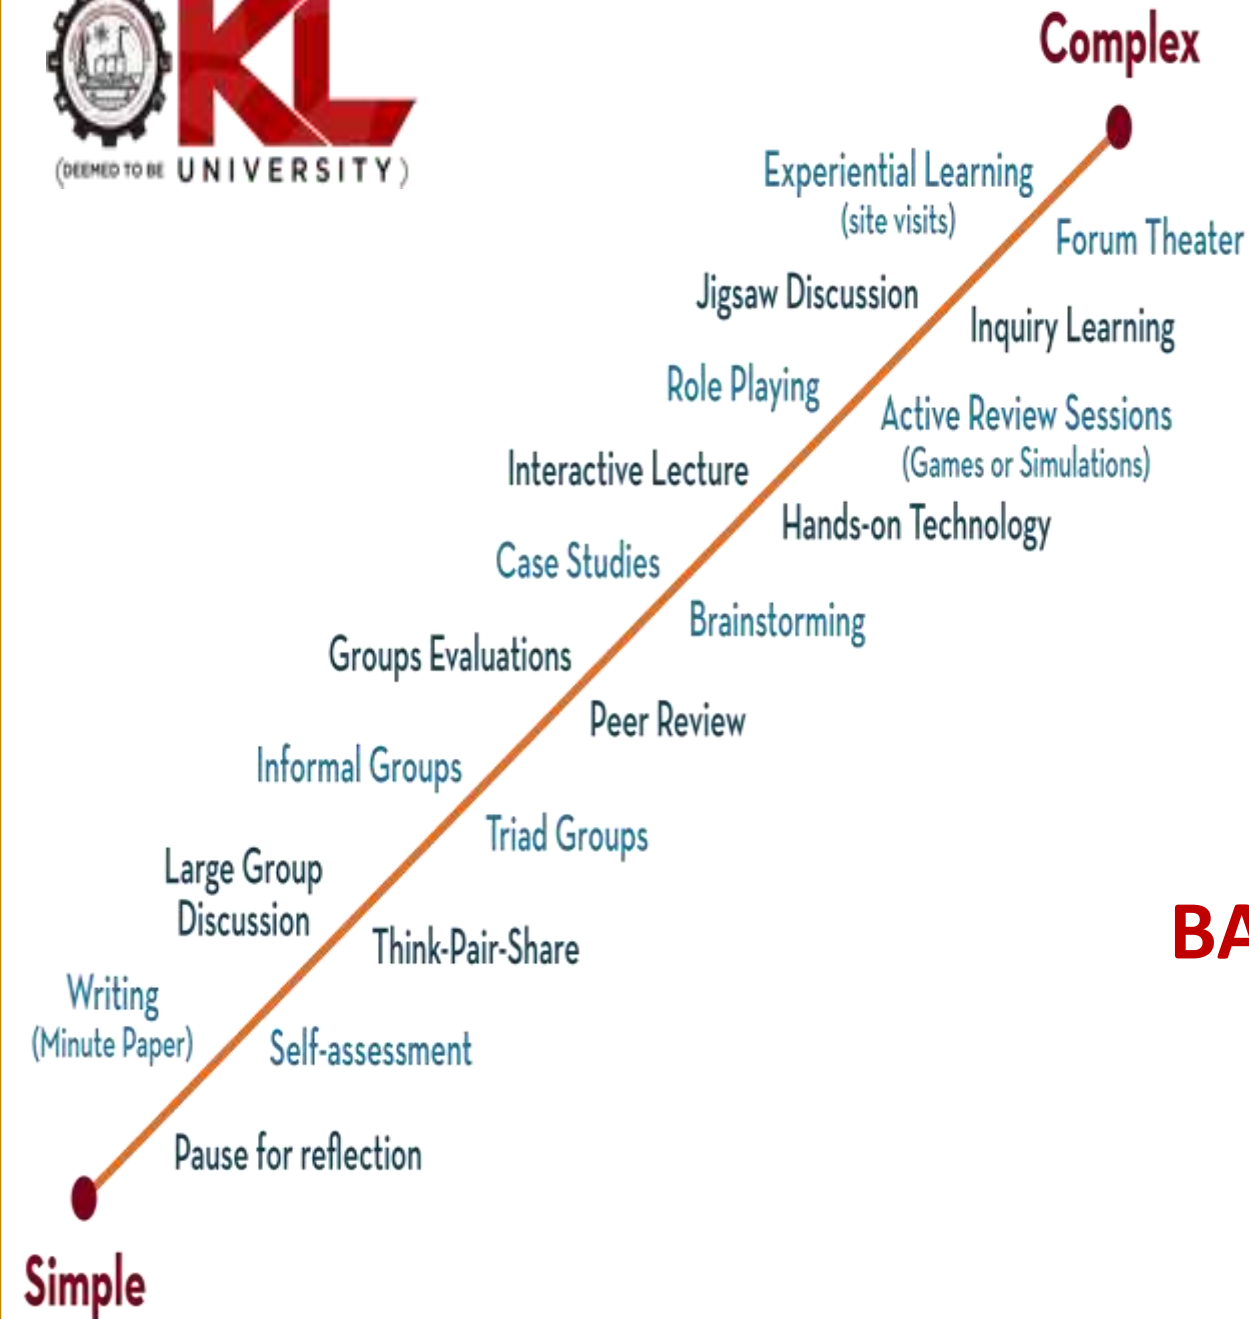 KL
(DEEMED TO BE UNIVERSITY)
Complex
Experiential Learning
(site visits)
Forum Theater
Jigsaw Discussion
Inquiry Learning
Role Playing
Active Review Sessions
(Games or Simulations)
Interactive Lecture
Hands-on Technology
Case Studies
Brainstorming
Groups Evaluations
Peer Review
Informal Groups
Triad Groups
Large Group
Discussion
Think-Pair-Share
BA
Writing
(Minute Paper)
Self-assessment
Pause for reflection
Simple